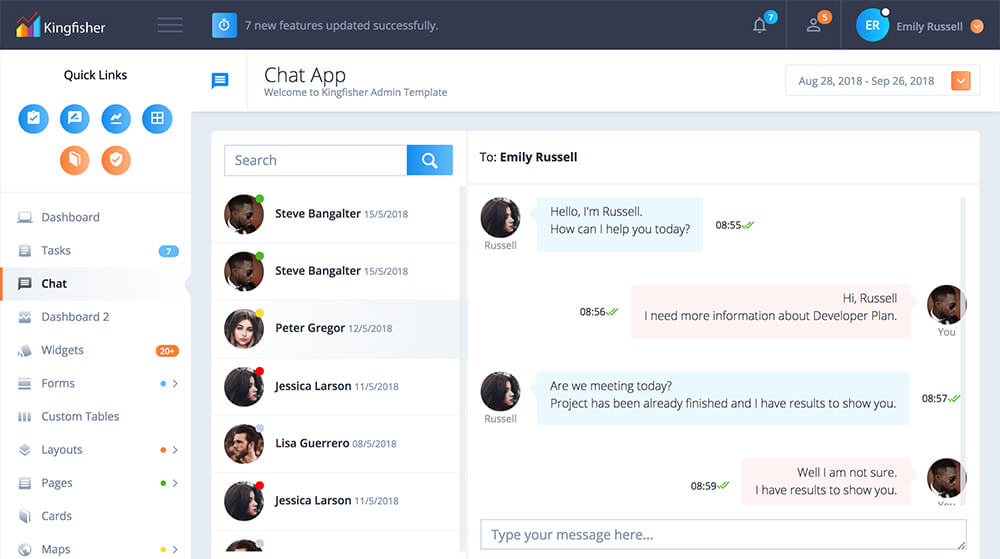 Kingfisher
7 new features updated successfully.
7
5
ER
Emily Russell
Quick Links
Chat App
Welcome to Kingfisher Admin Template
Aug 28, 2018 - Sep 26, 2018
Dashboard
Tasks
7
Chat
Dashboard 2
Widgets
20+
Forms
Custom Tables
Layouts
Pages
Cards
Maps
Search
Steve Bangalter 15/5/2018
Steve Bangalter 15/5/2018
Peter Gregor 12/5/2018
Jessica Larson 11/5/2018
Lisa Guerrero 08/5/2018
Jessica Larson 11/5/2018
To: Emily Russell
Hello, I'm Russell.
How can I help you today?
08:55
Russell
Hi, Russell
I need more information about Developer Plan.
08:56
You
Are we meeting today?
Project has been already finished and I have results to show you.
08:57
Russell
Well I am not sure.
I have results to show you.
08:59
You
Type your message here...